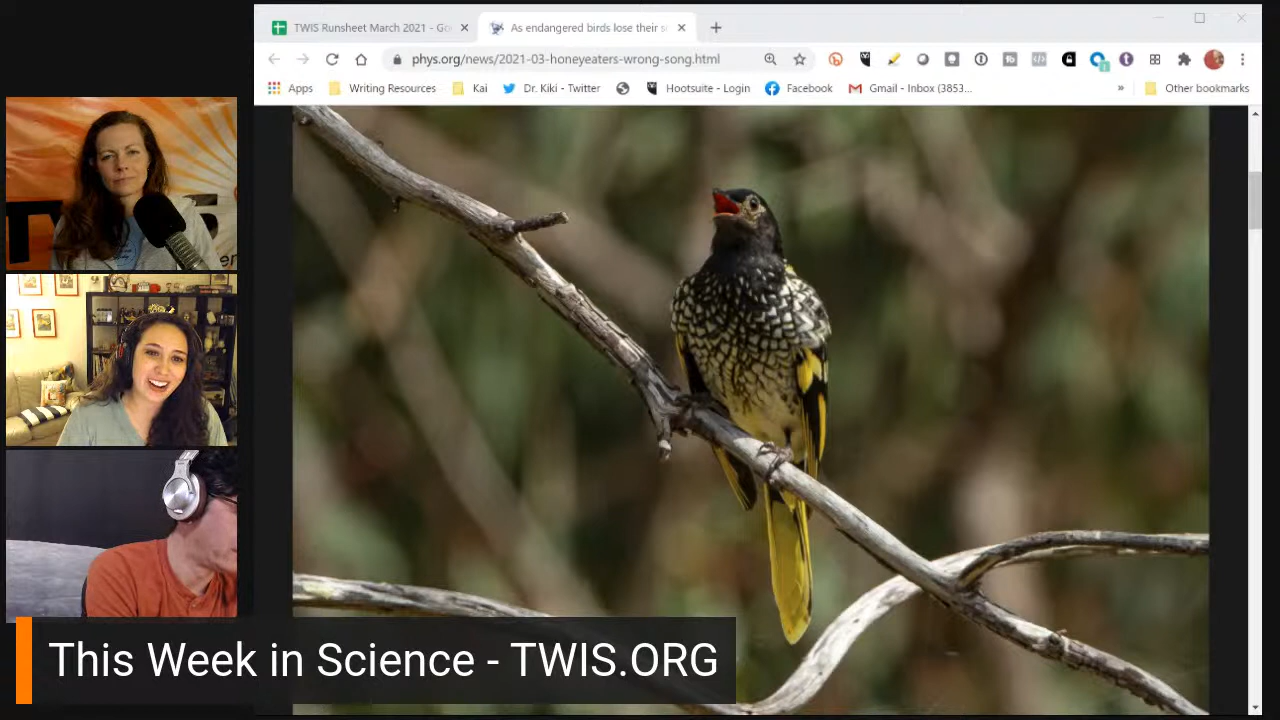 TWIS Runsheet March 2021 - Go
As endangered birds lose their s
phys.org/news/2021-03-honeyeaters-wrong-song.html
Apps
Writing Resources
Kai
Dr. Kiki - Twitter
Hootsuite - Login
Facebook
Gmail - Inbox (3853...
»
Other bookmarks
This Week in Science - TWIS.ORG